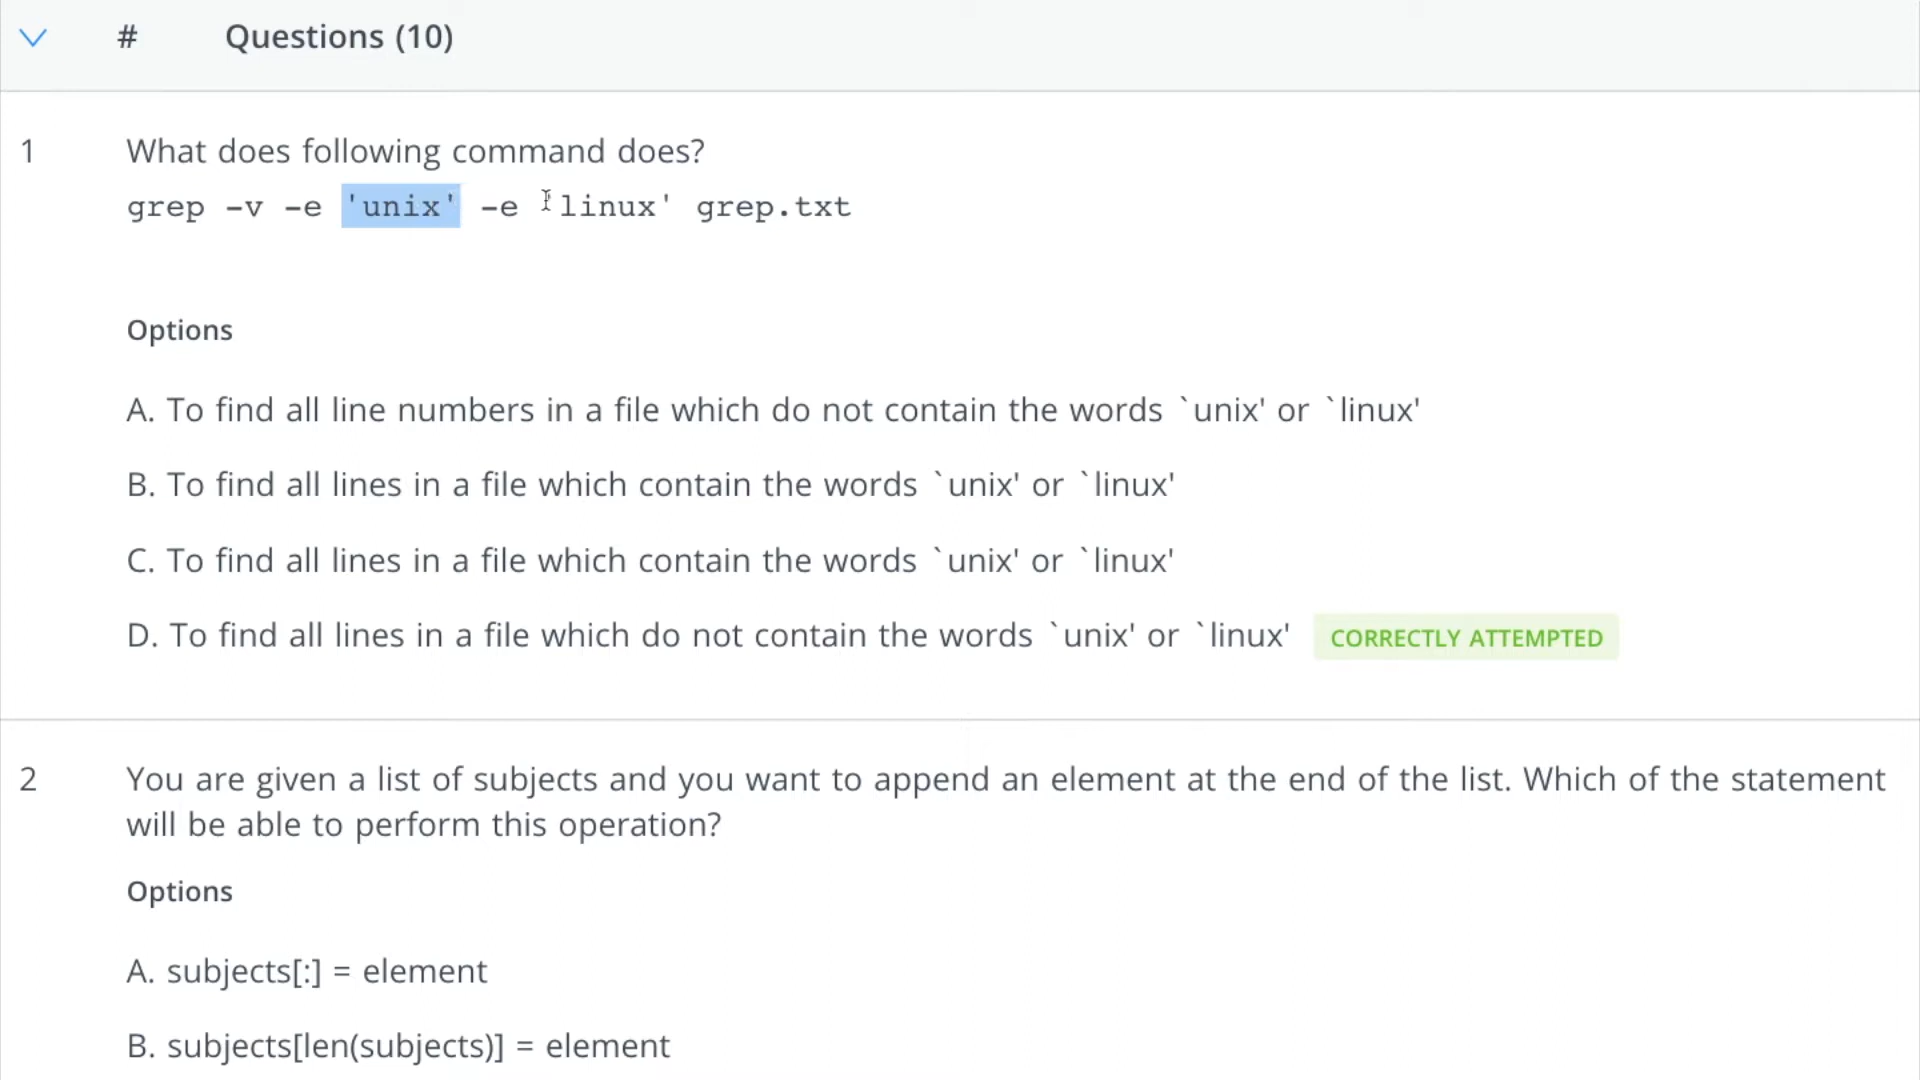 # Questions (10)
1 What does following command does?
grep -v -e 'unix' -e 'linux' grep.txt
Options
A. To find all line numbers in a file which do not contain the words `unix' or `linux'
B. To find all lines in a file which contain the words `unix' or `linux'
C. To find all lines in a file which contain the words `unix' or `linux'
D. To find all lines in a file which do not contain the words `unix' or `linux' CORRECTLY ATTEMPTED
2 You are given a list of subjects and you want to append an element at the end of the list. Which of the statement
will be able to perform this operation?
Options
A. subjects[:] = element
B. subjects[len(subjects)] = element